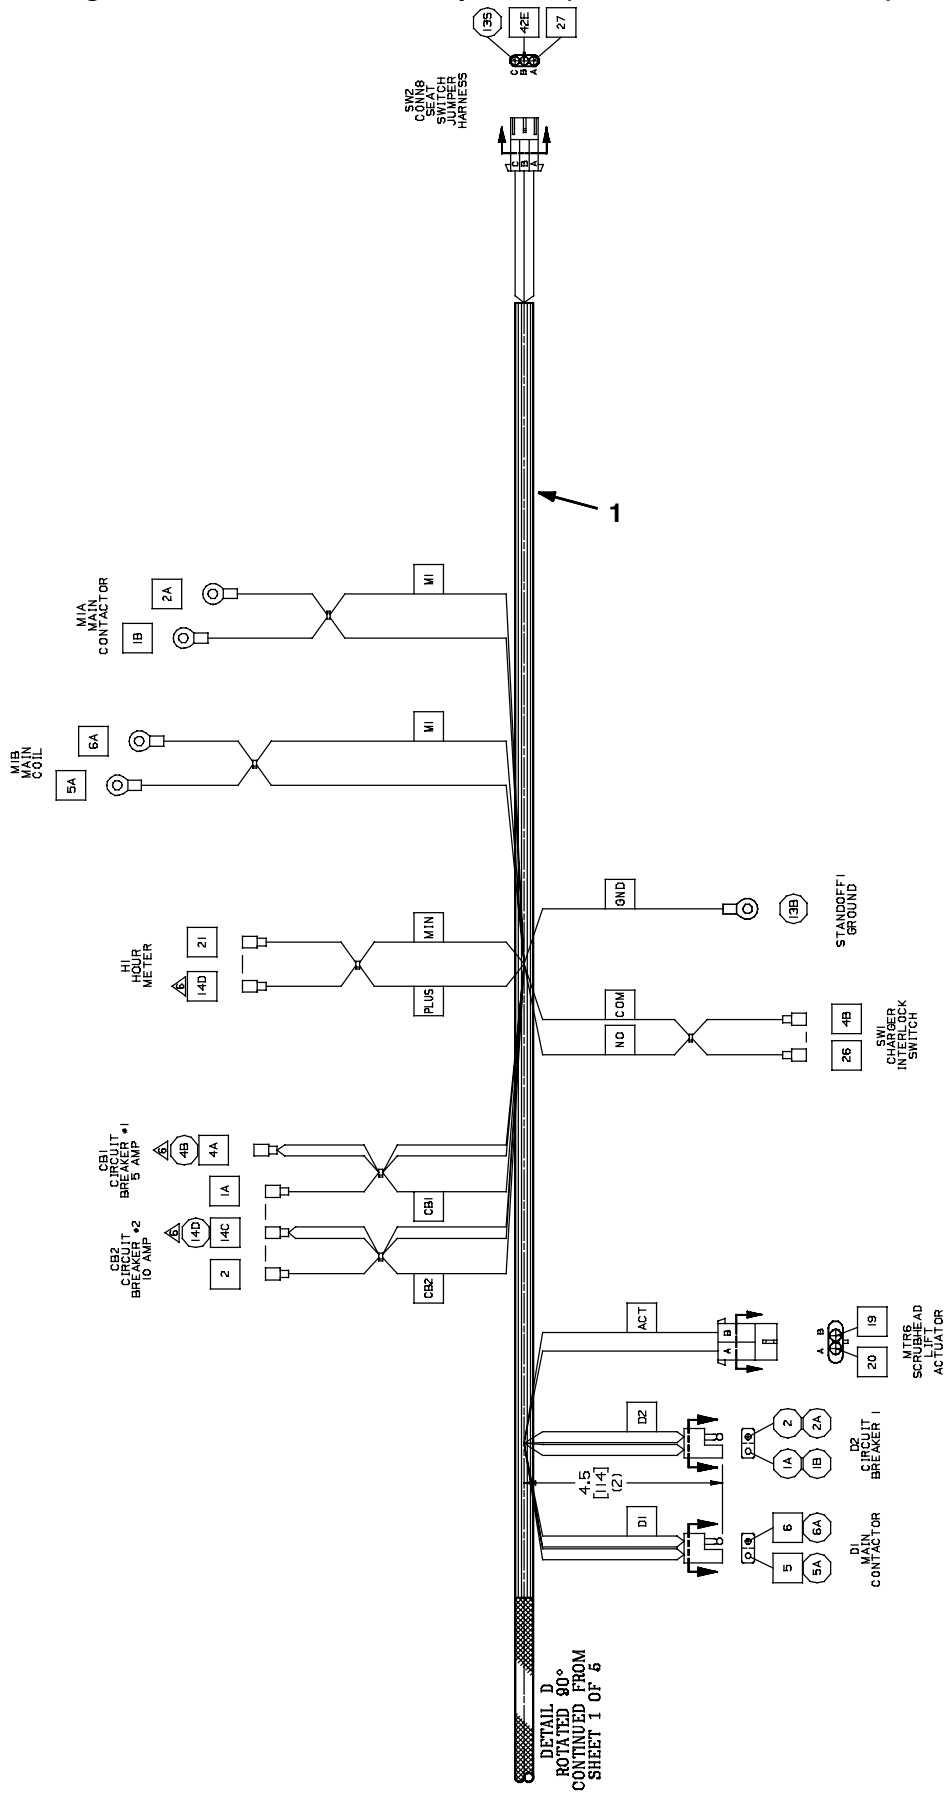 13S
42E
27
C
B
A
SW2
CONN8
SEAT
SWITCH
JUMPER
HARNESS
C
B
A
1
M1A
MAIN
CONTACTOR
2A
1B
M1
M1B
MAIN
COIL
6A
5A
M1
H1
HOUR
METER
21
6
14D
MIN
PLUS
GND
13B
STANDOFF1
GROUND
COM
NO
4B
26
SW1
CHARGER
INTERLOCK
SWITCH
CB1
CIRCUIT
BREAKER #1
5 AMP
6
4B
4A
1A
CB1
CB2
CIRCUIT
BREAKER #2
10 AMP
6
14D
14C
2
CB2
ACT
B
A
B
A
19
20
MTR6
SCRUBHEAD
LIFT
ACTUATOR
D2
2
2A
1A
1B
D2
CIRCUIT
BREAKER 1
4.5
[114]
(2)
D1
6
6A
5
5A
D1
MAIN
CONTACTOR
DETAIL D
ROTATED 90°
CONTINUED FROM
SHEET 1 OF 5